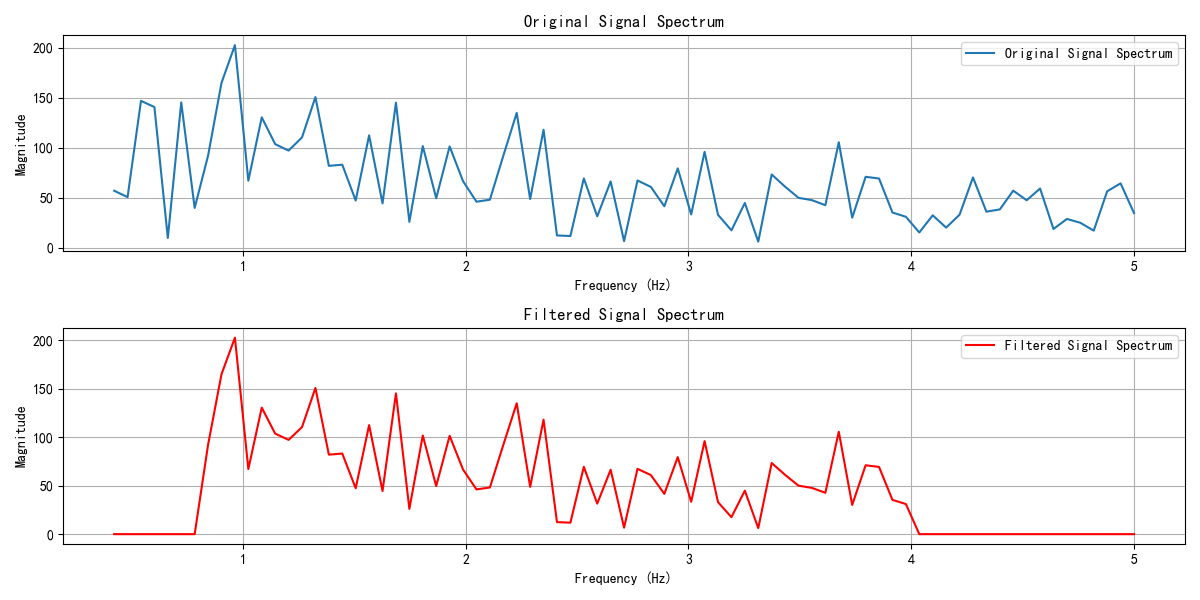 Original Signal Spectrum
Original Signal Spectrum
200
150
100
50
0
Magnitude
1 2 3 4 5
Frequency (Hz)
Filtered Signal Spectrum
Filtered Signal Spectrum
200
150
100
50
0
Magnitude
1 2 3 4 5
Frequency (Hz)